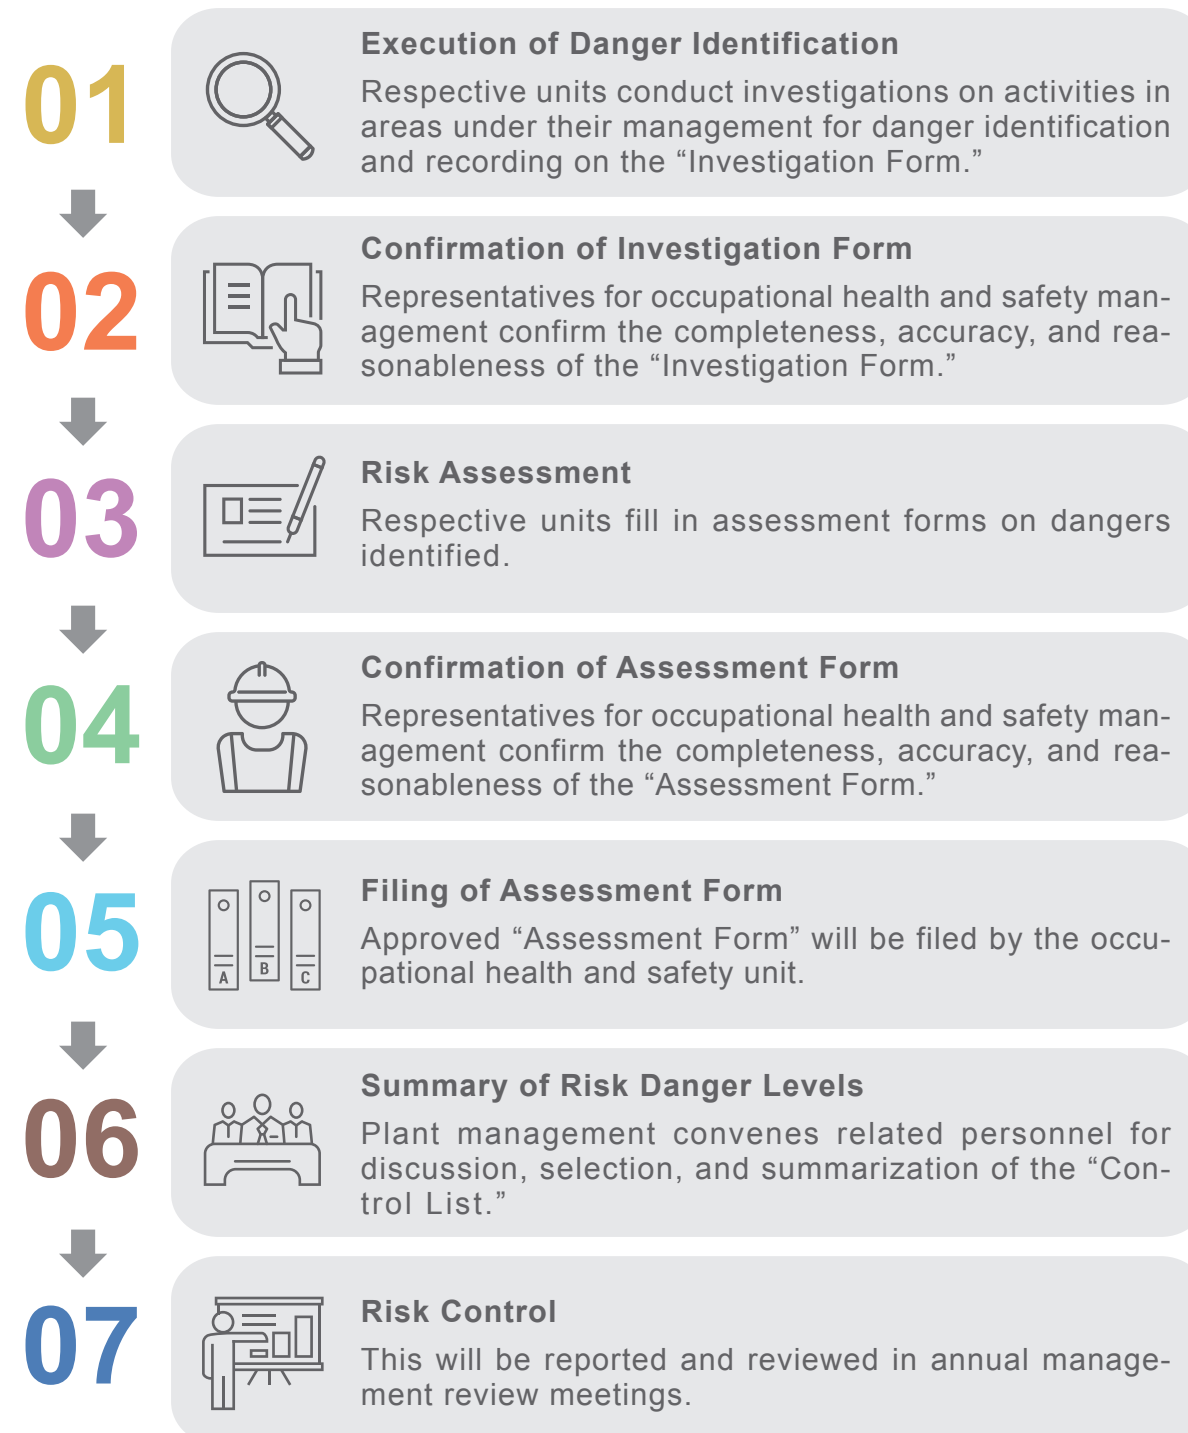 01
Execution of Danger Identification
Respective units conduct investigations on activities in
areas under their management for danger identification
and recording on the “Investigation Form.”
02
Confirmation of Investigation Form
Representatives for occupational health and safety man-
agement confirm the completeness, accuracy, and rea-
sonableness of the “Investigation Form.”
03
Risk Assessment
Respective units fill in assessment forms on dangers
identified.
04
Confirmation of Assessment Form
Representatives for occupational health and safety man-
agement confirm the completeness, accuracy, and rea-
sonableness of the “Assessment Form.”
05
A B C
Filing of Assessment Form
Approved “Assessment Form” will be filed by the occu-
pational health and safety unit.
06
Summary of Risk Danger Levels
Plant management convenes related personnel for
discussion, selection, and summarization of the “Con-
trol List.”
07
Risk Control
This will be reported and reviewed in annual manage-
ment review meetings.